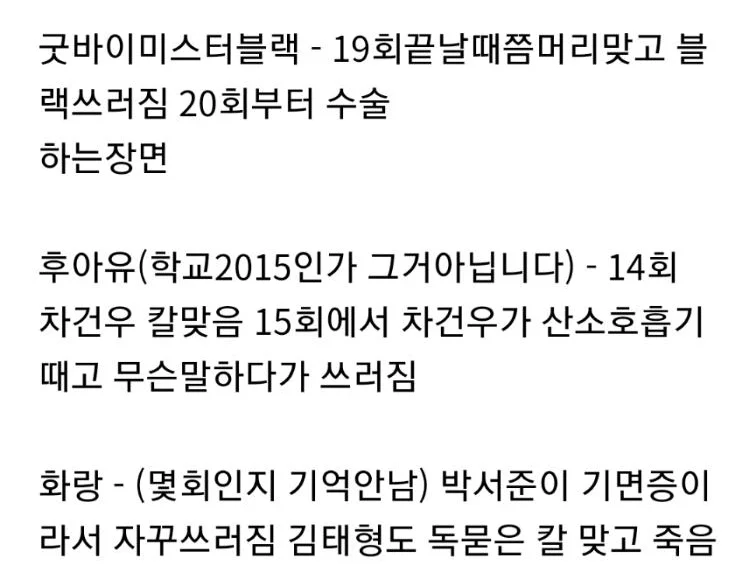 굿바이미스터블랙 - 19회끝날때쯤머리맞고 블
랙쓰러짐 20회부터 수술
하는장면
후아유(학교2015인가 그거아닙니다) - 14회
차건우 칼맞음 15회에서 차건우가 산소호흡기
때고 무슨말하다가 쓰러짐
화랑 - (몇회인지 기억안남) 박서준이 기면증이
라서 자꾸쓰러짐 김태형도 독묻은 칼 맞고 죽음